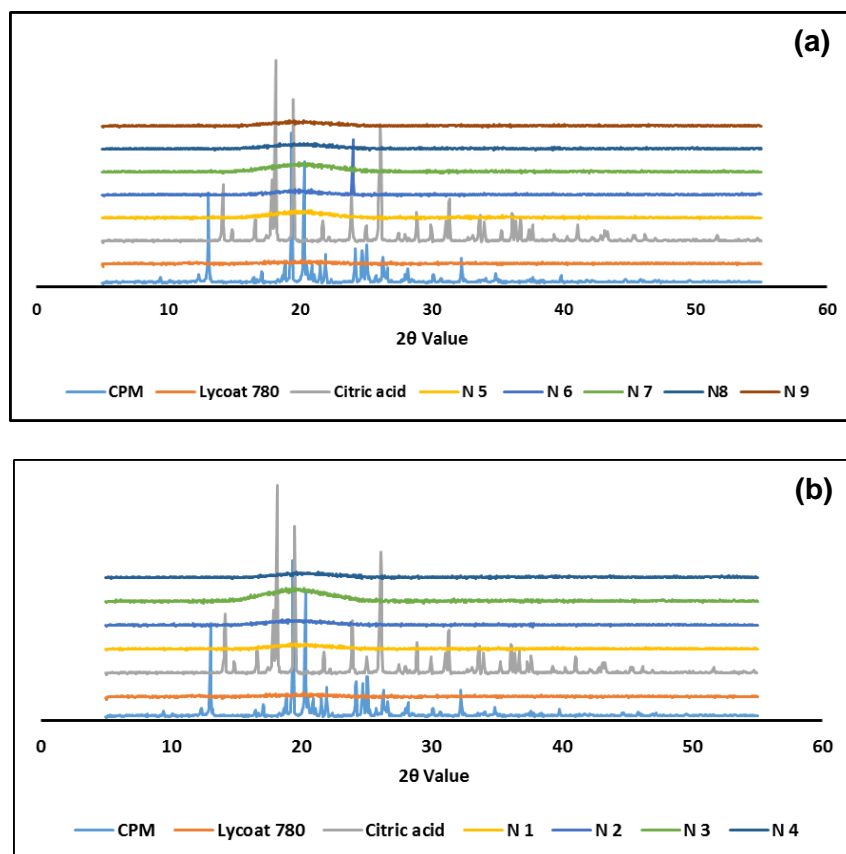 (a)
0 10 20 30 40 50 60
2θ Value
CPM Lycoat 780 Citric acid N 5 N 6 N 7 N8 N 9
(b)
0 10 20 30 40 50 60
2θ Value
CPM Lycoat 780 Citric acid N 1 N 2 N 3 N 4